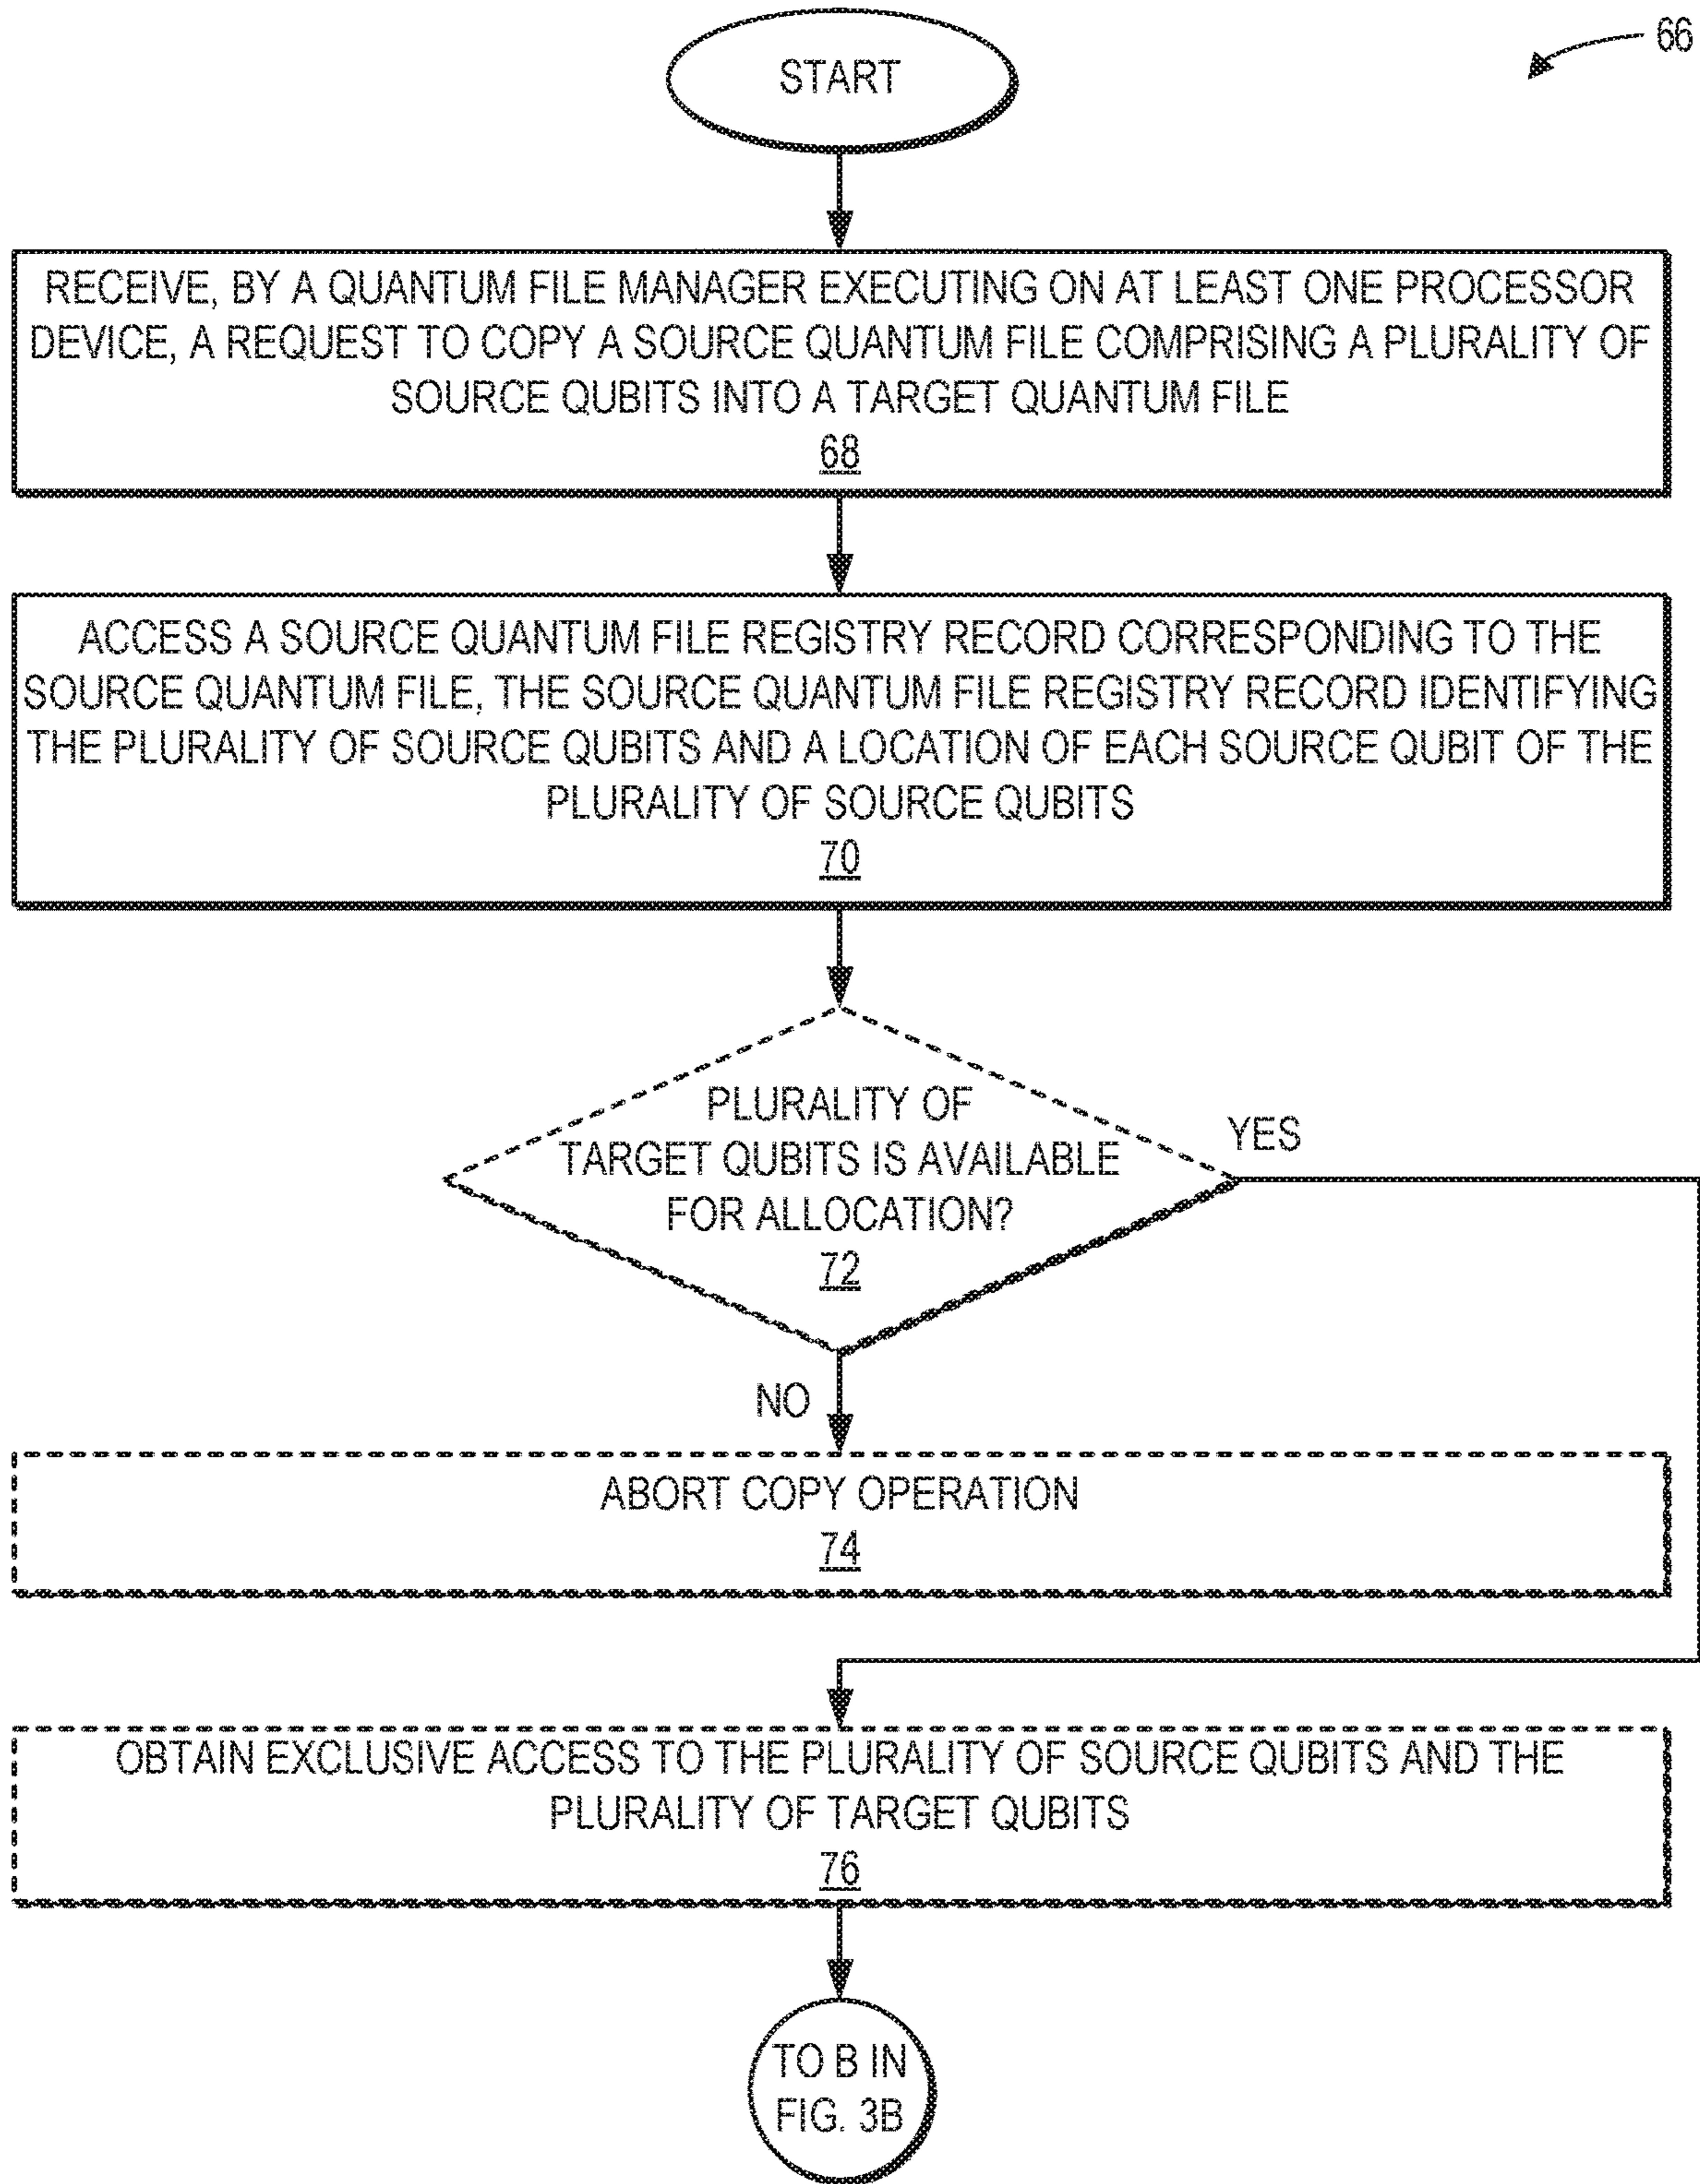 66
START
RECEIVE, BY A QUANTUM FILE MANAGER EXECUTING ON AT LEAST ONE PROCESSOR
DEVICE, A REQUEST TO COPY A SOURCE QUANTUM FILE COMPRISING A PLURALITY OF
SOURCE QUBITS INTO A TARGET QUANTUM FILE
68
ACCESS A SOURCE QUANTUM FILE REGISTRY RECORD CORRESPONDING TO THE
SOURCE QUANTUM FILE, THE SOURCE QUANTUM FILE REGISTRY RECORD IDENTIFYING
THE PLURALITY OF SOURCE QUBITS AND A LOCATION OF EACH SOURCE QUBIT OF THE
PLURALITY OF SOURCE QUBITS
70
PLURALITY OF
TARGET QUBITS IS AVAILABLE
FOR ALLOCATION?
72
YES
NO
ABORT COPY OPERATION
74
OBTAIN EXCLUSIVE ACCESS TO THE PLURALITY OF SOURCE QUBITS AND THE
PLURALITY OF TARGET QUBITS
76
TO B IN
FIG. 3B